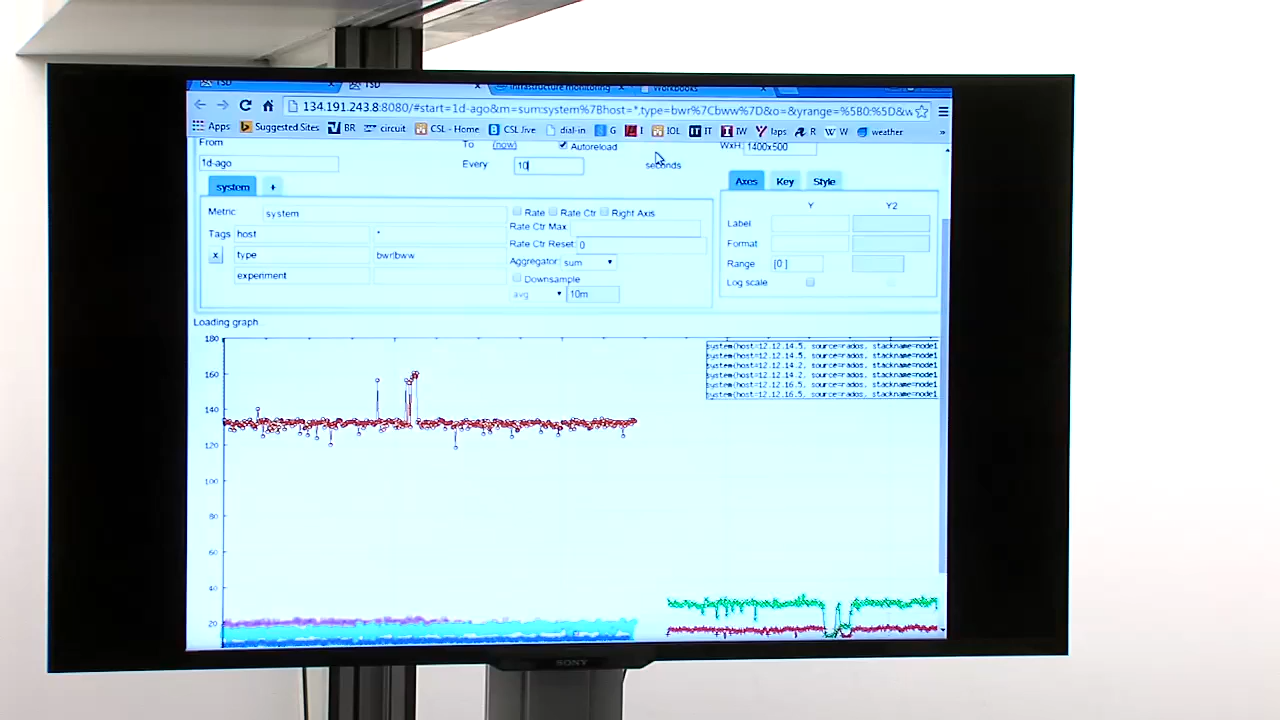 TSD TSD infrastructure monitoring Workbooks
134.191.243.8:8080/#start=1d-ago&m=sum:system%7Bhost=*,type=bwr%7Cbww%7D&o=&yrange=%5B0:%5D&w
Apps Suggested Sites BR circuit CSL - Home CSL Jive dial-in G I IOL IT IW laps R W weather »
From To (now) Autoreload WxH: 1400x500
1d-ago Every 10 seconds
system + Axes Key Style
Y Y2
Metric system Rate Rate Ctr Right Axis
Label
Rate Ctr Max
Tags host *
Format
Rate Ctr Reset 0
x type bwr|bww
Aggregator sum
Range [0:]
experiment
Downsample
Log scale
avg 10m
Loading graph
180
system{host=12.12.14.5, source=rados, stackname=node1
system{host=12.12.14.5, source=rados, stackname=node1
system{host=12.12.14.2, source=rados, stackname=node1
160
system{host=12.12.14.2, source=rados, stackname=node1
system{host=12.12.16.5, source=rados, stackname=node1
system{host=12.12.16.5, source=rados, stackname=node1
140
120
100
80
60
40
20
SONY